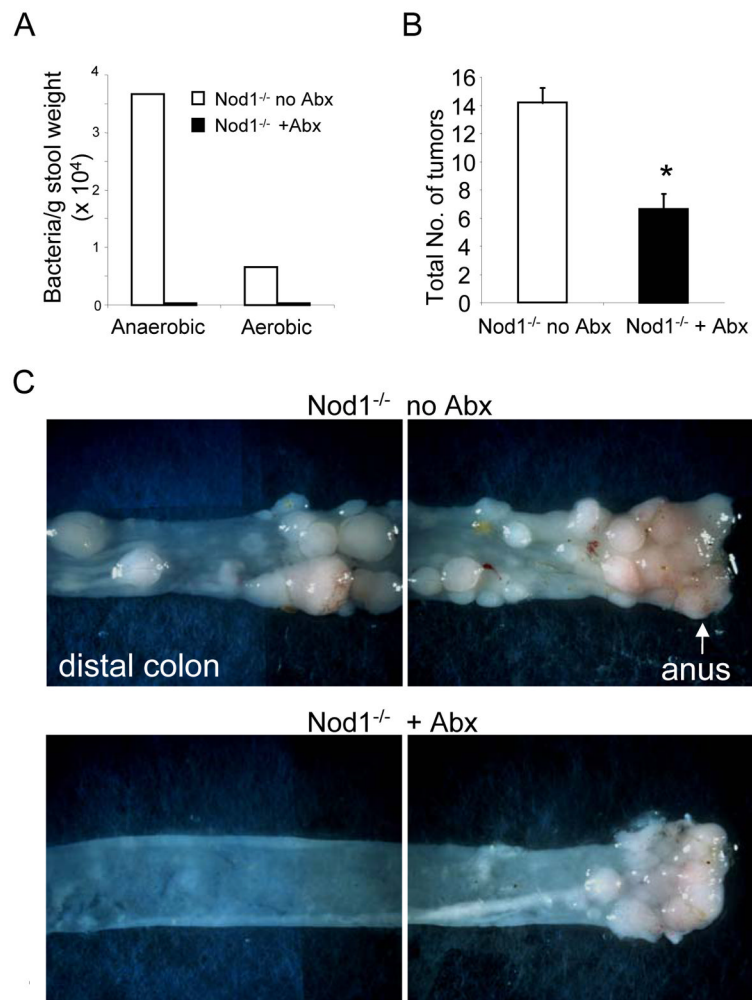 A
Bacteria/g stool weight
(x 10⁴)
4
3
1
0
Nod1⁻/⁻ no Abx
Nod1⁻/⁻ +Abx
Anaerobic
Aerobic
B
Total No. of tumors
16
14
12
10
8
6
4
2
0
*
Nod1⁻/⁻ no Abx
Nod1⁻/⁻ + Abx
C
Nod1⁻/⁻ no Abx
distal colon
anus
Nod1⁻/⁻ + Abx